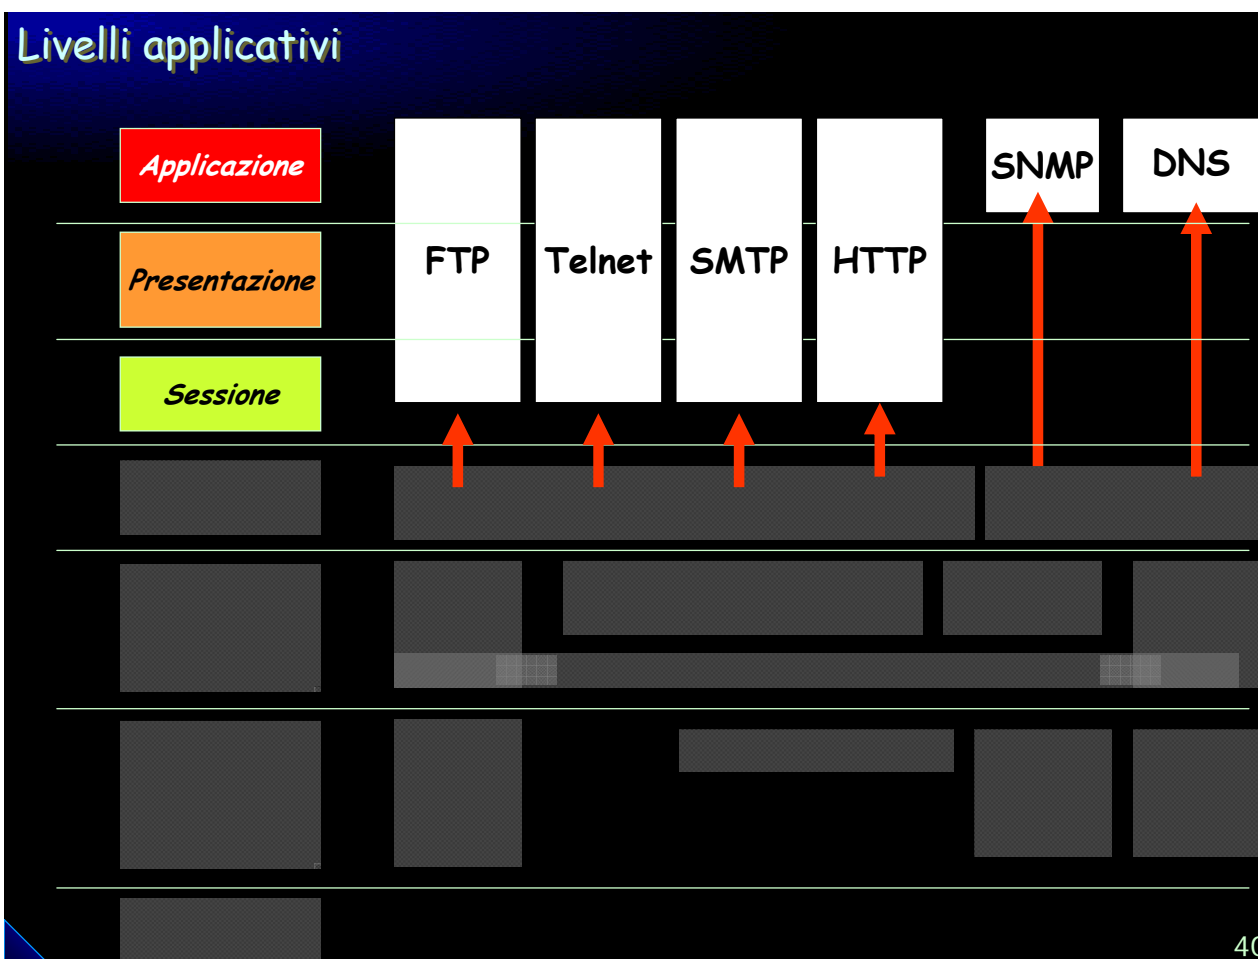 Livelli applicativi
Applicazione
SNMP
DNS
Presentazione
FTP
Telnet
SMTP
HTTP
Sessione
40